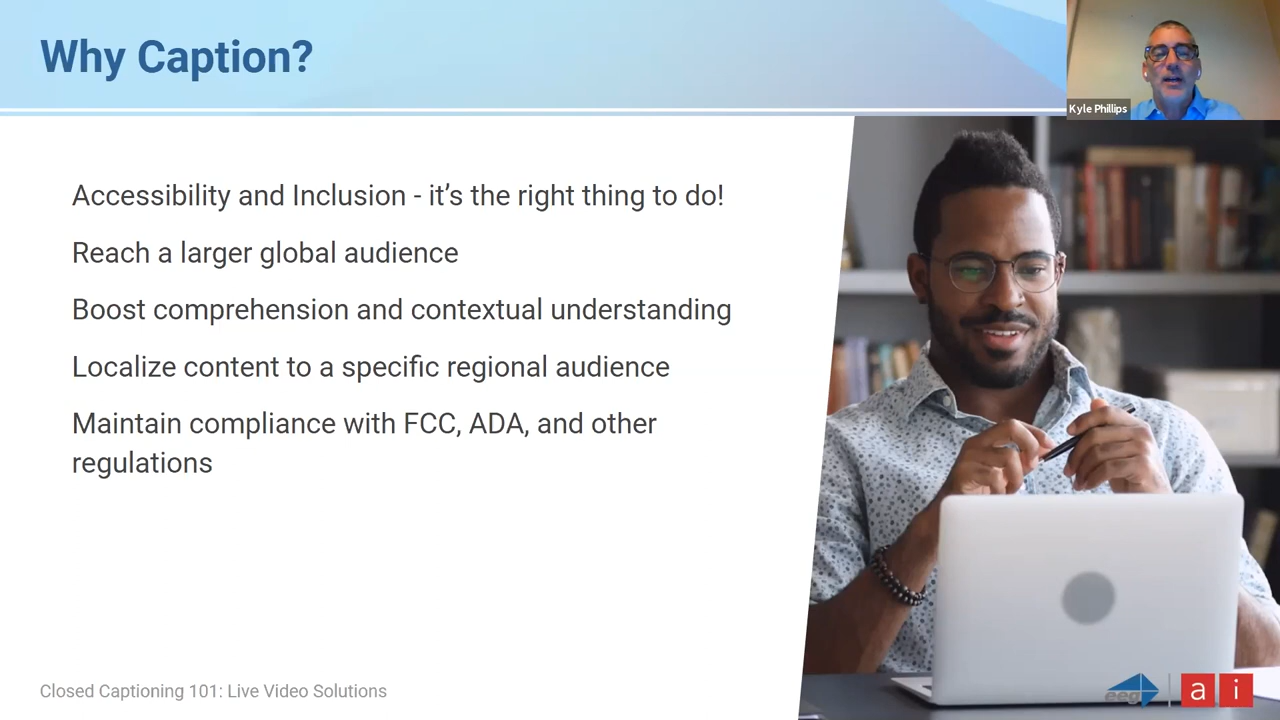 Why Caption?
Kyle Phillips
Accessibility and Inclusion - it’s the right thing to do!
Reach a larger global audience
Boost comprehension and contextual understanding
Localize content to a specific regional audience
Maintain compliance with FCC, ADA, and other
regulations
Closed Captioning 101: Live Video Solutions
eeg
ai